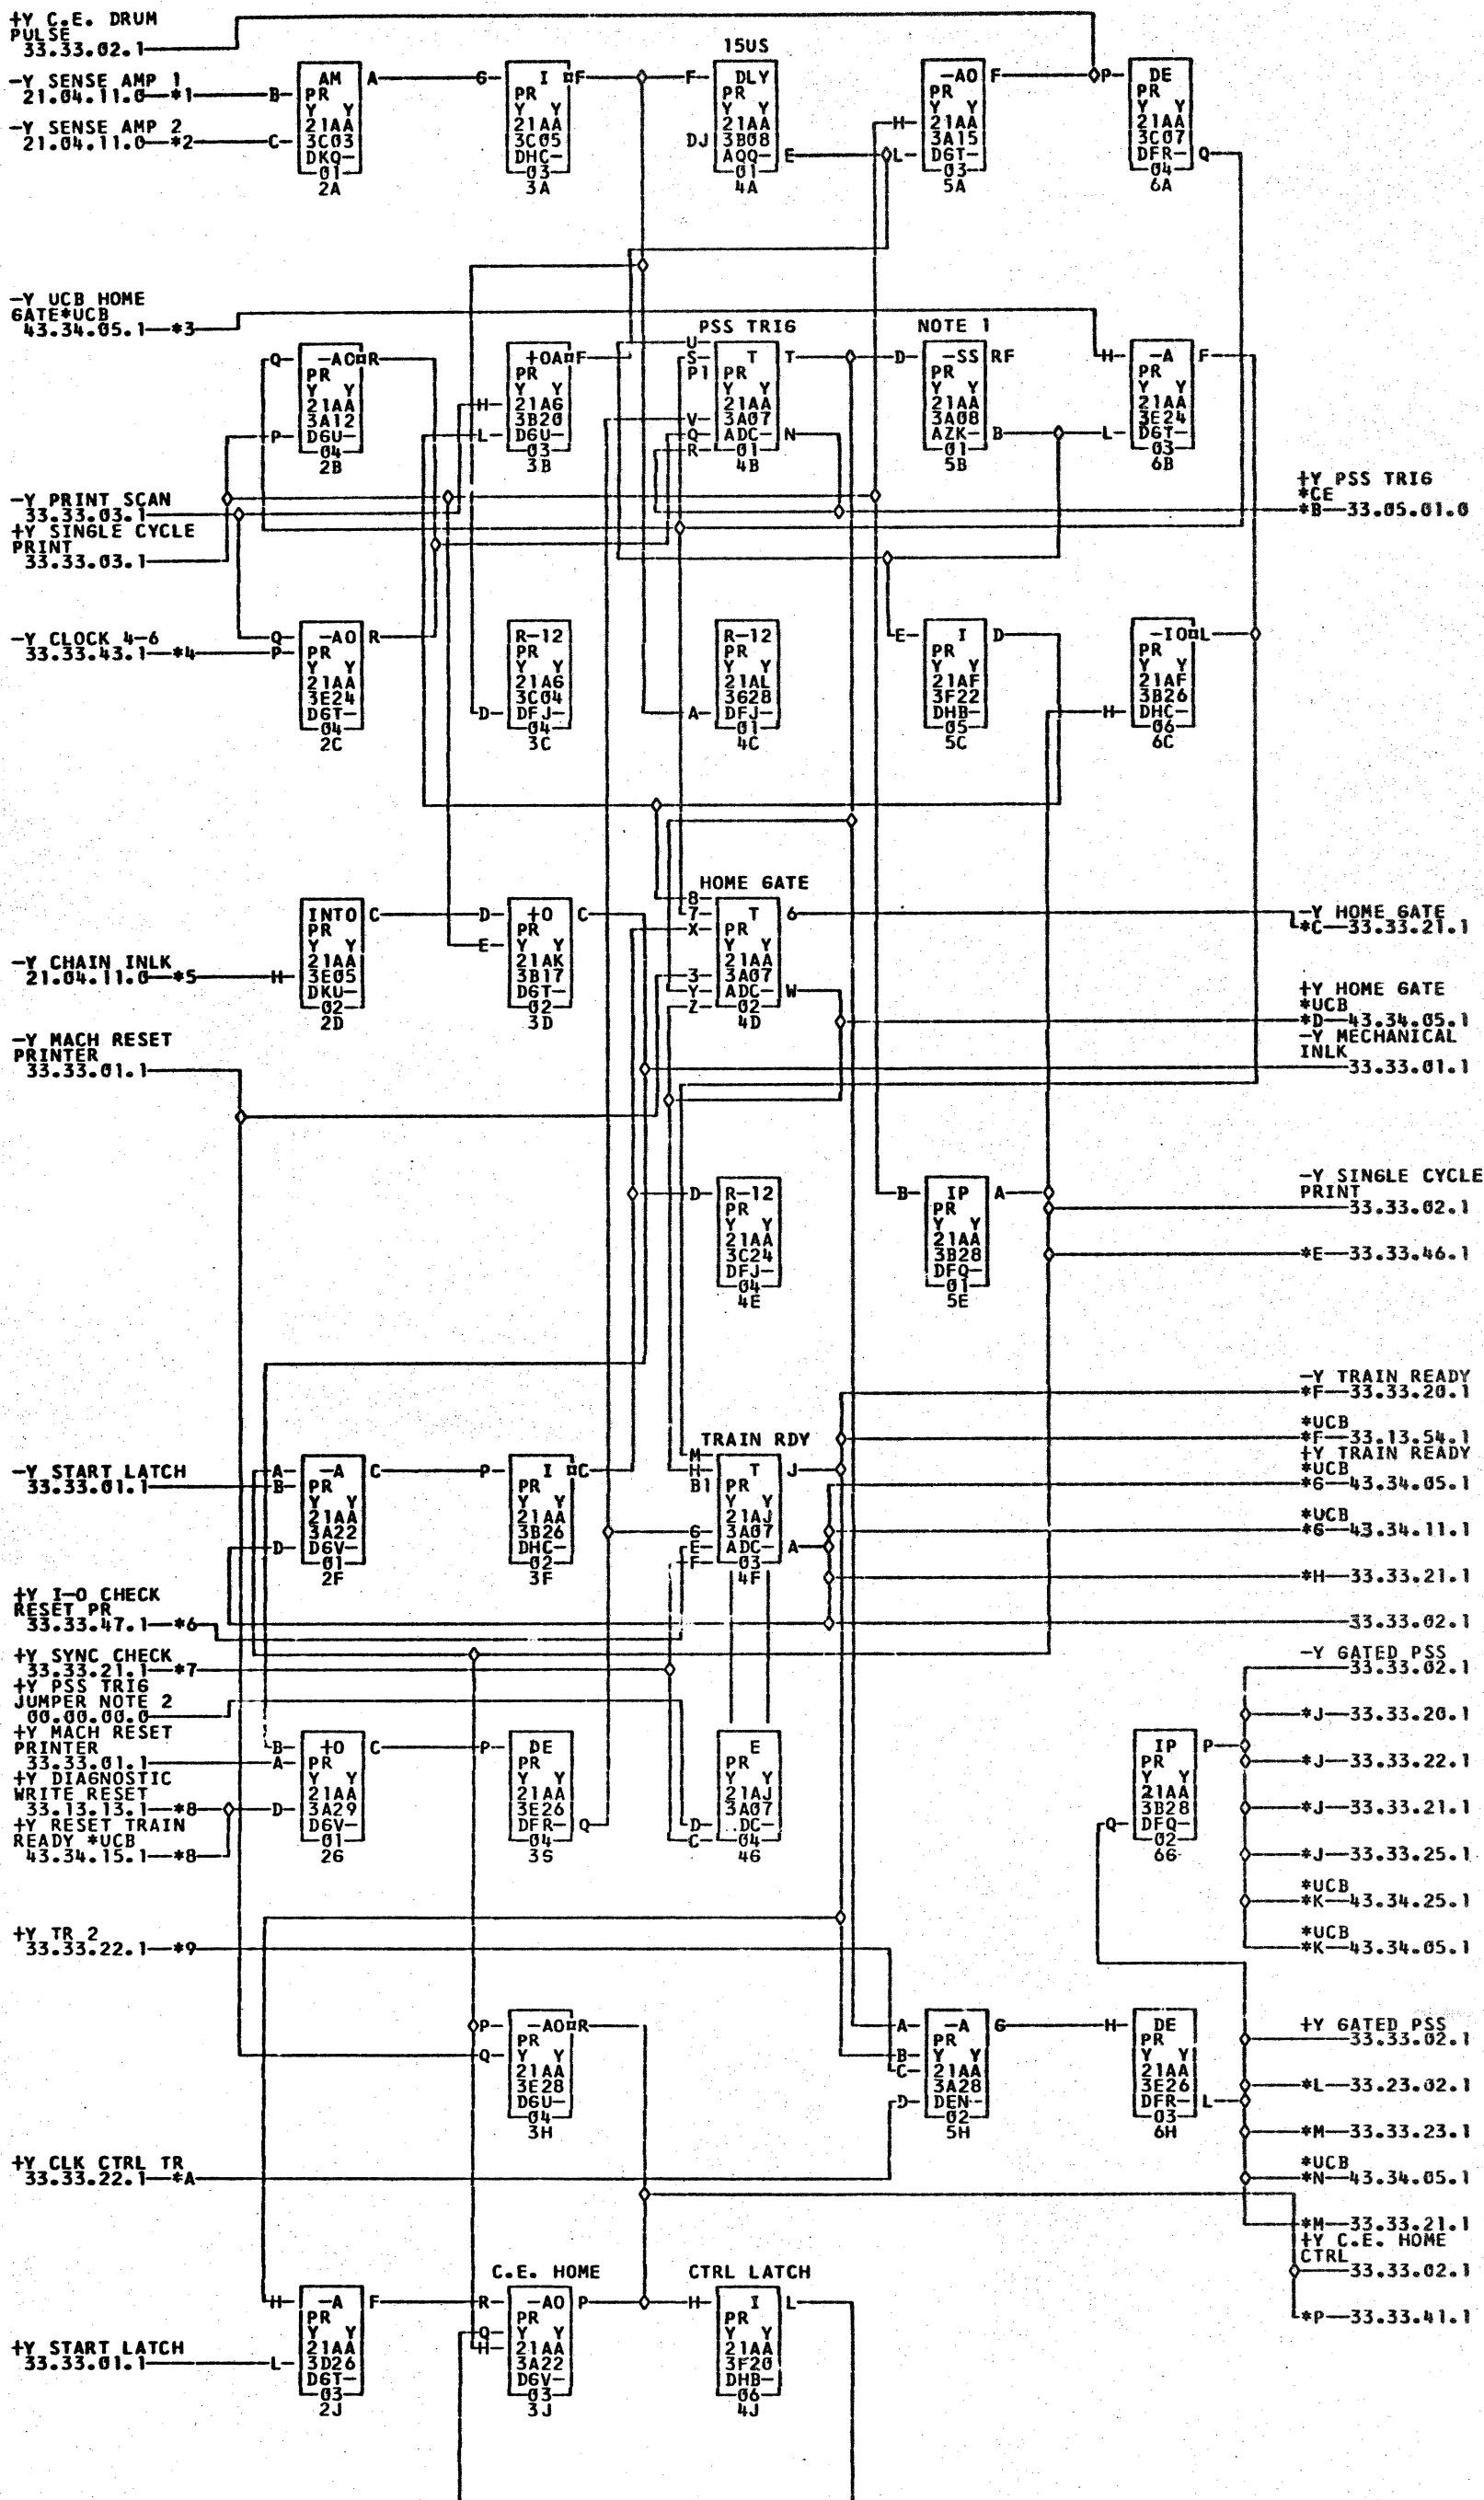 +Y C.E. DRUM
PULSE
33.33.02.1
-Y SENSE AMP 1
21.04.11.0—*1
-Y SENSE AMP 2
21.04.11.0—*2
B
C
AM
PR
Y Y
21AA
3C03
DKQ-
01
2A
A
G
I
PR
Y Y
21AA
3C05
DHC-
03
3A
F
15US
F
DJ
DLY
PR
Y Y
21AA
3B08
AQQ-
01
4A
E
H
L
-AO
PR
Y Y
21AA
3A15
DGT-
03
5A
F
P
DE
PR
Y Y
21AA
3C07
DFR-
04
6A
Q
-Y UCB HOME
GATE*UCB
43.34.05.1—*3
Q
P
-AO
PR
Y Y
21AA
3A12
DGU-
04
2B
R
H
L
+OA
PR
Y Y
21A6
3B20
DGU-
03
3B
F
PSS TRIG
U
S
P1
V
Q
R
T
PR
Y Y
21AA
3A07
ADC-
01
4B
T
N
NOTE 1
D
-SS
PR
Y Y
21AA
3A08
AZK-
01
5B
RF
B
H
L
-A
PR
Y Y
21AA
3E24
DGT-
03
6B
F
-Y PRINT SCAN
33.33.03.1
+Y SINGLE CYCLE
PRINT
33.33.03.1
+Y PSS TRIG
*CE
*B—33.05.01.0
-Y CLOCK 4-6
33.33.43.1—*4
Q
P
-AO
PR
Y Y
21AA
3E24
DGT-
04
2C
R
D
R-12
PR
Y Y
21A6
3C04
DFJ-
04
3C
A
R-12
PR
Y Y
21AL
3G28
DFJ-
01
4C
E
I
PR
Y Y
21AF
3F22
DHB-
05
5C
D
H
-IO
PR
Y Y
21AF
3B26
DHC-
06
6C
L
-Y CHAIN INLK
21.04.11.0—*5
H
INTO
PR
Y Y
21AA
3E05
DKU-
02
2D
C
D
E
+O
PR
Y Y
21AK
3B17
DGT-
02
3D
C
HOME GATE
8
7
X
3
Y
Z
T
PR
Y Y
21AA
3A07
ADC-
02
4D
6
W
-Y HOME GATE
*C—33.33.21.1
+Y HOME GATE
*UCB
*D—43.34.05.1
-Y MECHANICAL
INLK
33.33.01.1
-Y MACH RESET
PRINTER
33.33.01.1
D
R-12
PR
Y Y
21AA
3C24
DFJ-
04
4E
B
IP
PR
Y Y
21AA
3B28
DFQ-
01
5E
A
-Y SINGLE CYCLE
PRINT
33.33.02.1
*E—33.33.46.1
-Y START LATCH
33.33.01.1
A
B
D
-A
PR
Y Y
21AA
3A22
DGV-
01
2F
C
P
I
PR
Y Y
21AA
3B26
DHC-
02
3F
C
TRAIN RDY
M
H
B1
G
E
F
T
PR
Y Y
21AJ
3A07
ADC-
03
4F
J
A
-Y TRAIN READY
*F—33.33.20.1
*UCB
*F—33.13.54.1
+Y TRAIN READY
*UCB
*G—43.34.05.1
*UCB
*G—43.34.11.1
*H—33.33.21.1
33.33.02.1
+Y I-O CHECK
RESET PR
33.33.47.1—*6
+Y SYNC CHECK
33.33.21.1—*7
+Y PSS TRIG
JUMPER NOTE 2
00.00.00.0
+Y MACH RESET
PRINTER
33.33.01.1
+Y DIAGNOSTIC
WRITE RESET
33.13.13.1—*8
+Y RESET TRAIN
READY *UCB
43.34.15.1—*8
B
A
D
+O
PR
Y Y
21AA
3A29
DGV-
01
2G
C
P
DE
PR
Y Y
21AA
3E26
DFR-
04
3G
Q
D
C
E
PR
Y Y
21AJ
3A07
.DC-
04
4G
Q
IP
PR
Y Y
21AA
3B28
DFQ-
02
6G
P
-Y GATED PSS
33.33.02.1
*J—33.33.20.1
*J—33.33.22.1
*J—33.33.21.1
*J—33.33.25.1
*UCB
*K—43.34.25.1
*UCB
*K—43.34.05.1
+Y TR 2
33.33.22.1—*9
P
Q
-AO
PR
Y Y
21AA
3E28
DGU-
04
3H
R
A
B
C
D
-A
PR
Y Y
21AA
3A28
DEN-
02
5H
G
H
DE
PR
Y Y
21AA
3E26
DFR-
03
6H
L
+Y GATED PSS
33.33.02.1
*L—33.23.02.1
*M—33.33.23.1
*UCB
*N—43.34.05.1
*M—33.33.21.1
+Y C.E. HOME
CTRL
33.33.02.1
*P—33.33.41.1
+Y CLK CTRL TR
33.33.22.1—*A
+Y START LATCH
33.33.01.1
H
L
-A
PR
Y Y
21AA
3D26
DGT-
03
2J
F
C.E. HOME
R
Q
H
-AO
PR
Y Y
21AA
3A22
DGV-
03
3J
P
CTRL LATCH
H
I
PR
Y Y
21AA
3F20
DHB-
06
4J
L